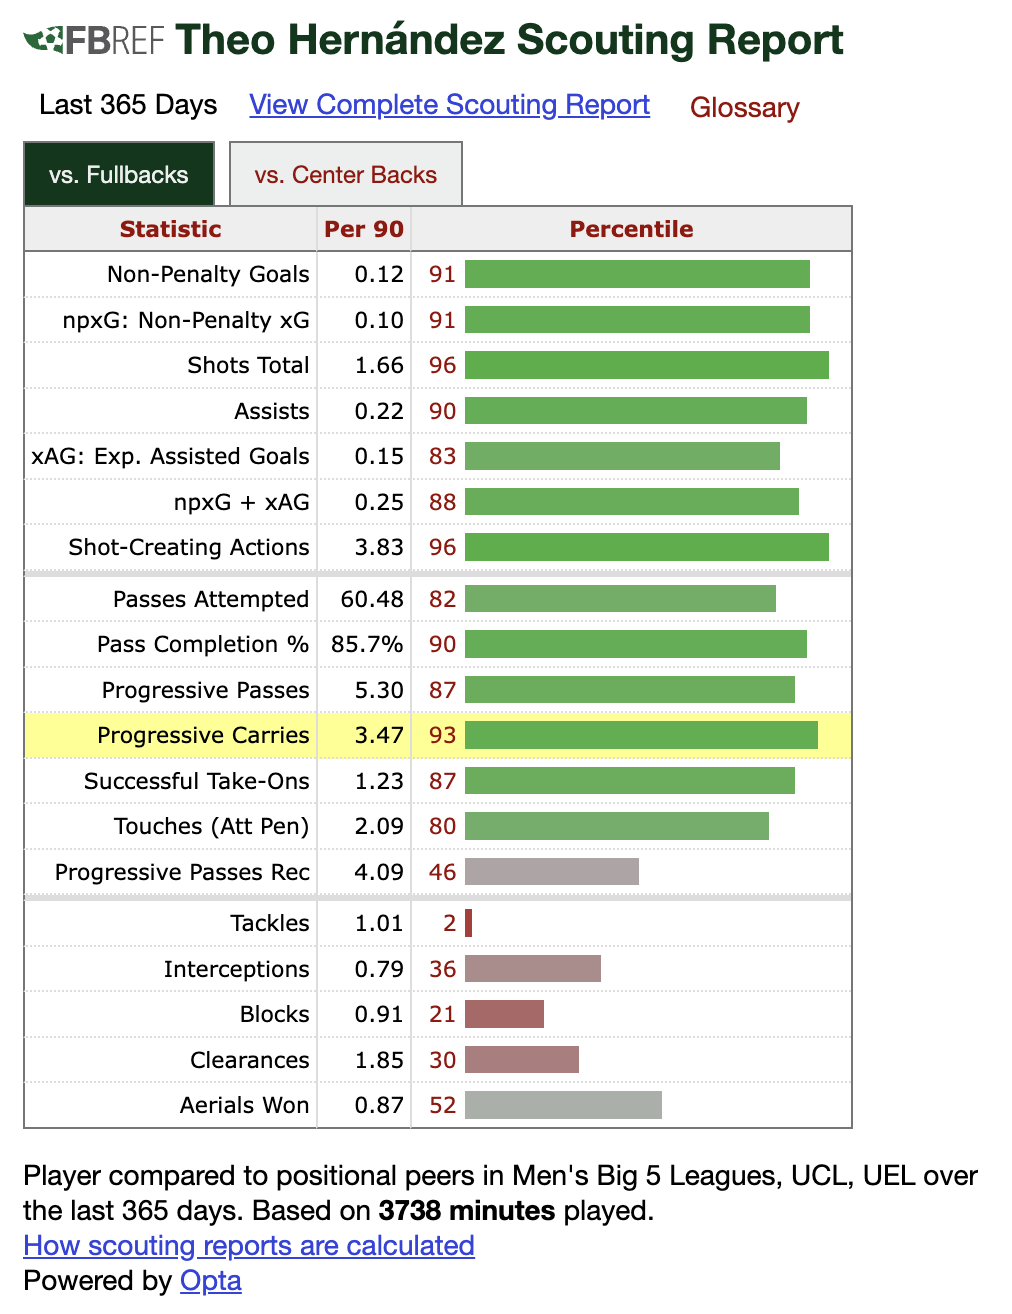 FBREF Theo Hernández Scouting Report
Last 365 Days View Complete Scouting Report Glossary
vs. Fullbacks vs. Center Backs
Statistic Per 90 Percentile
Non-Penalty Goals 0.12 91
npxG: Non-Penalty xG 0.10 91
Shots Total 1.66 96
Assists 0.22 90
xAG: Exp. Assisted Goals 0.15 83
npxG + xAG 0.25 88
Shot-Creating Actions 3.83 96
Passes Attempted 60.48 82
Pass Completion % 85.7% 90
Progressive Passes 5.30 87
Progressive Carries 3.47 93
Successful Take-Ons 1.23 87
Touches (Att Pen) 2.09 80
Progressive Passes Rec 4.09 46
Tackles 1.01 2
Interceptions 0.79 36
Blocks 0.91 21
Clearances 1.85 30
Aerials Won 0.87 52
Player compared to positional peers in Men's Big 5 Leagues, UCL, UEL over
the last 365 days. Based on 3738 minutes played.
How scouting reports are calculated
Powered by Opta